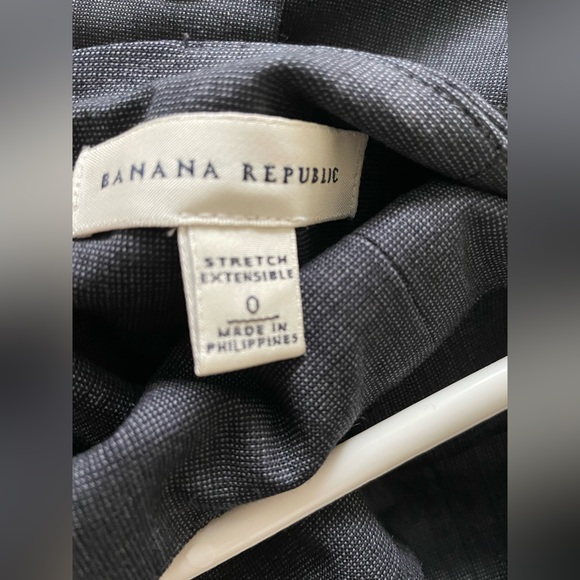 BANANA REPUBLIC
STRETCH
EXTENSIBLE
0
MADE IN
PHILIPPINES